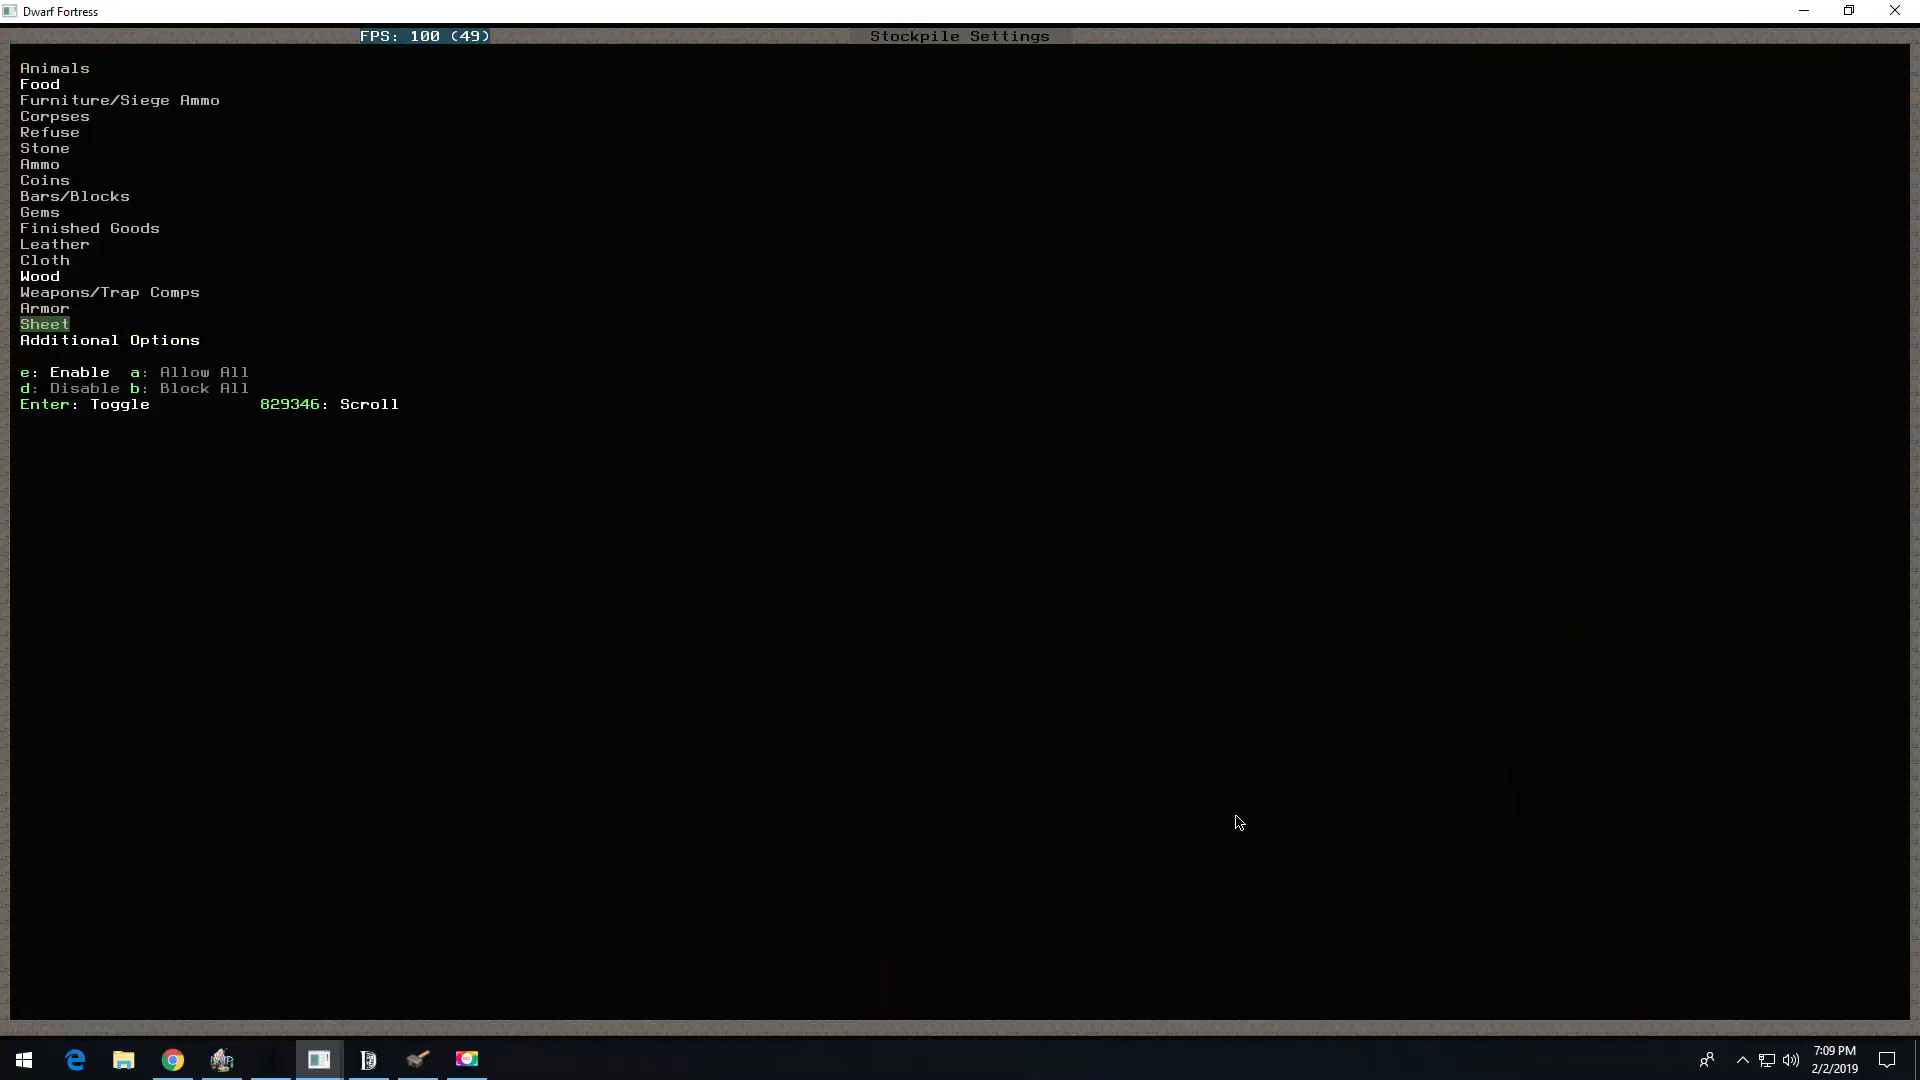 Dwarf Fortress
FPS: 100 (49)
Stockpile Settings
Animals
Food
Furniture/Siege Ammo
Corpses
Refuse
Stone
Ammo
Coins
Bars/Blocks
Gems
Finished Goods
Leather
Cloth
Wood
Weapons/Trap Comps
Armor
Sheet
Additional Options
e: Enable a: Allow All
d: Disable b: Block All
Enter: Toggle 829346: Scroll
7:09 PM
2/2/2019